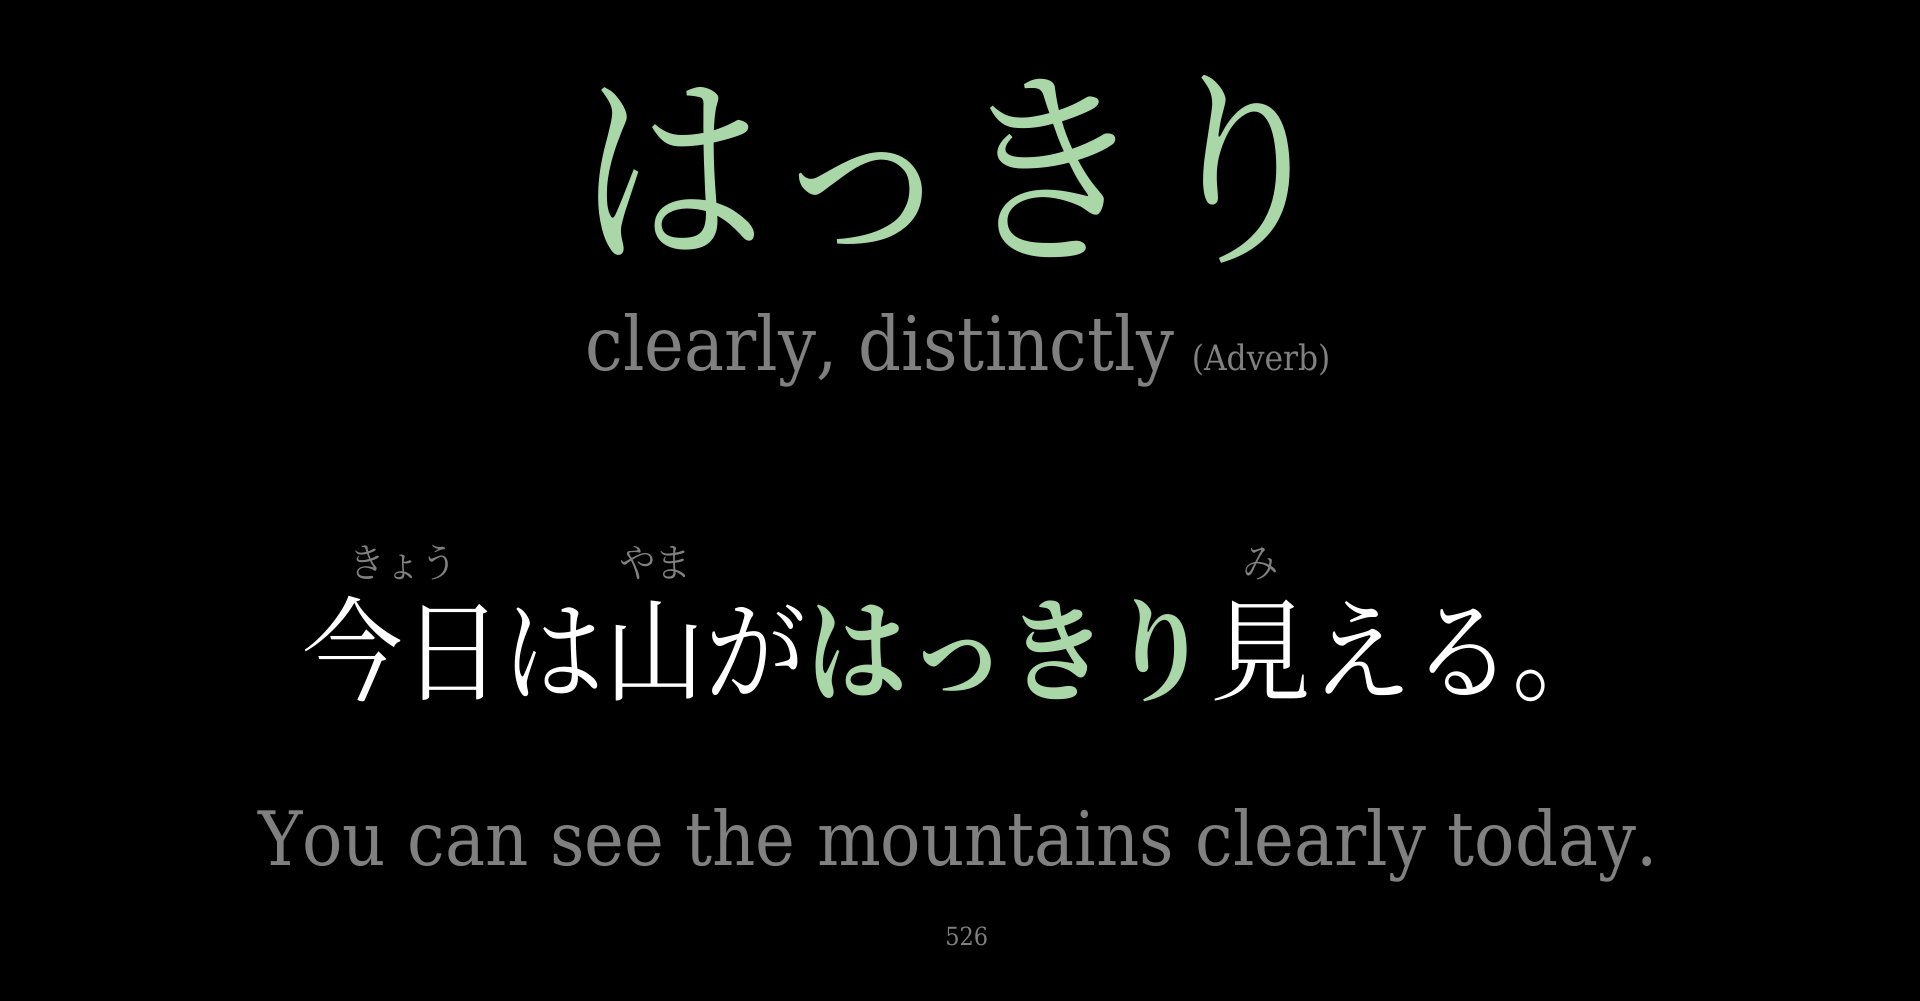 はっきり
clearly, distinctly (Adverb)
きょう やま み
今日は山がはっきり見える。
You can see the mountains clearly today.
526